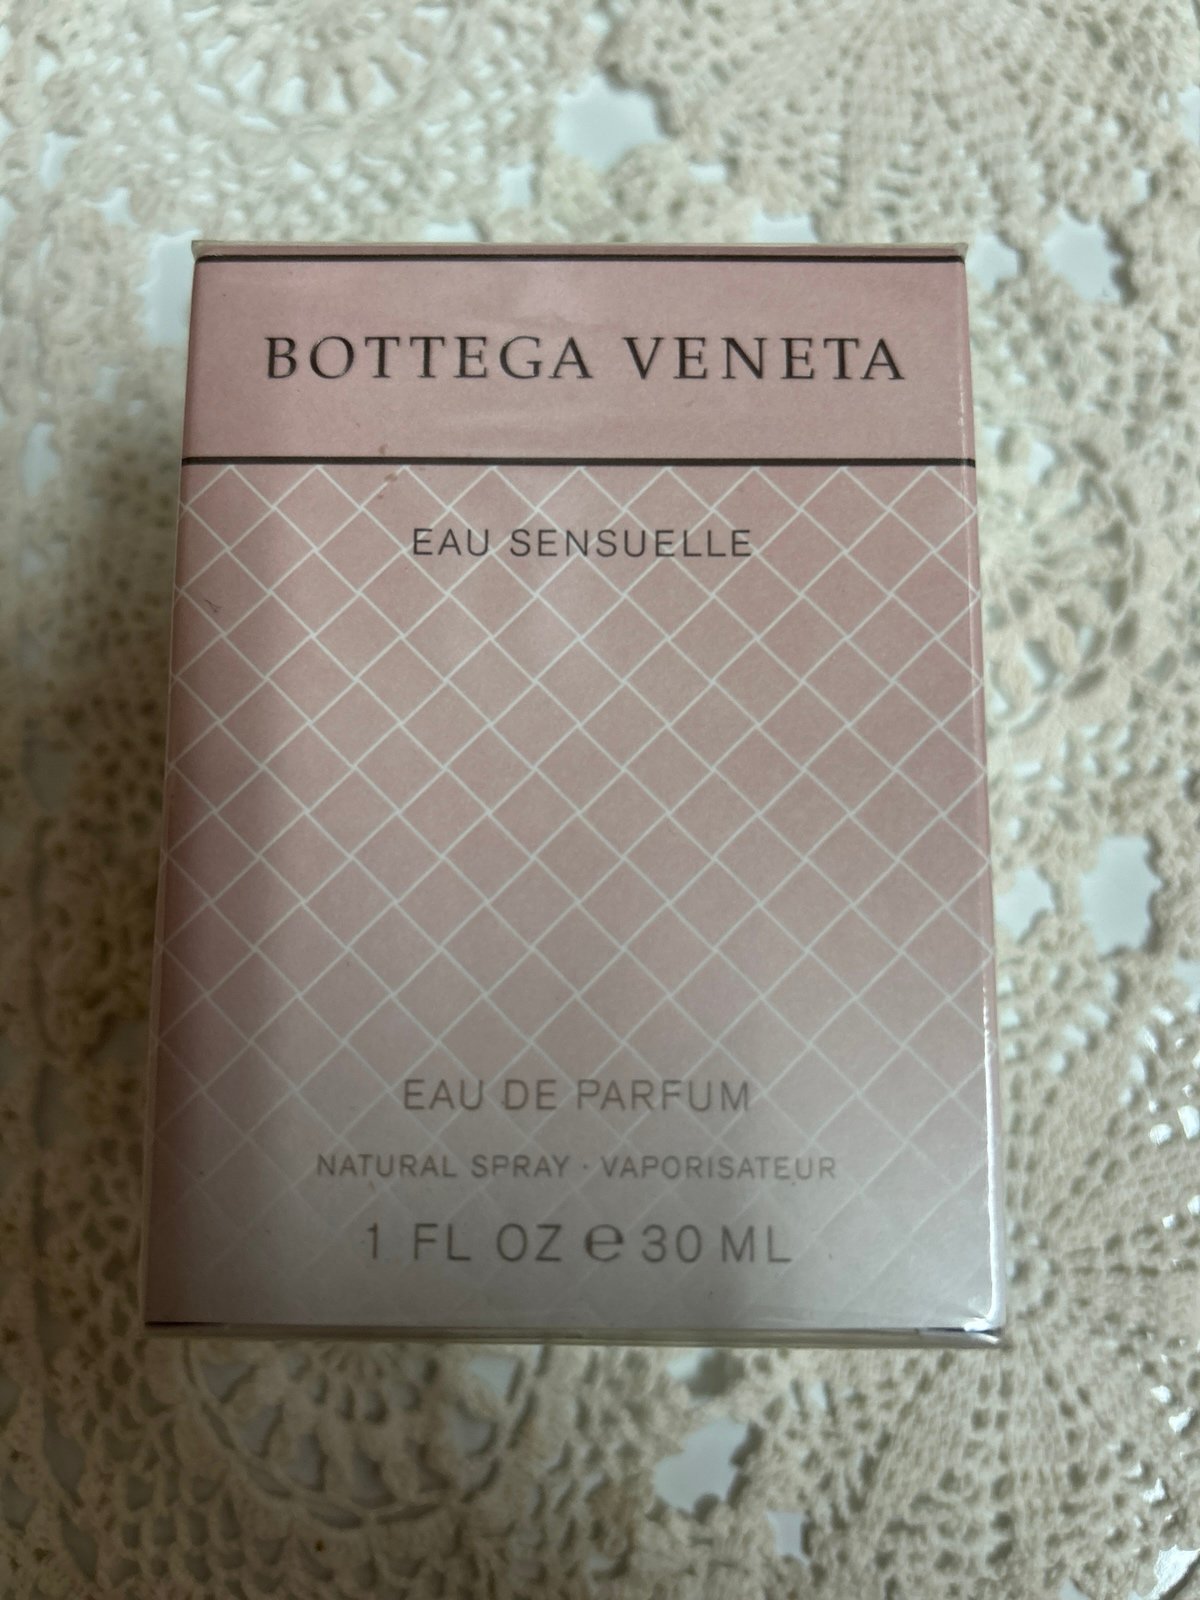 BOTTEGA VENETA
EAU SENSUELLE
EAU DE PARFUM
NATURAL SPRAY · VAPORISATEUR
1 FL OZ ℮ 30 ML